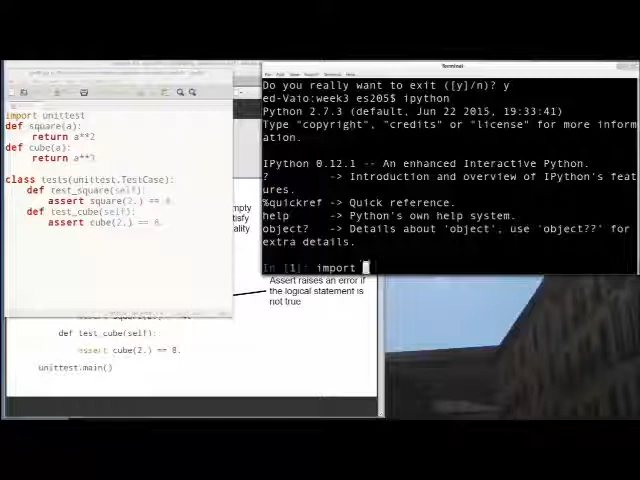 import unittest
def square(a):
return a**2
def cube(a):
return a**3
class tests(unittest.TestCase):
def test_square(self):
assert square(2.) == 8.
def test_cube(self):
assert cube(2.) == 8.
mpty
tisfy
ality
Assert raises an error if
the logical statement is
not true
def test_cube(self):
assert cube(2.) == 8.
unittest.main()
Terminal
Do you really want to exit ([y]/n)? y
ed-Vaio:week3 es205$ ipython
Python 2.7.3 (default, Jun 22 2015, 19:33:41)
Type "copyright", "credits" or "license" for more inform
ation.
IPython 0.12.1 -- An enhanced Interactive Python.
? -> Introduction and overview of IPython's feat
ures.
%quickref -> Quick reference.
help -> Python's own help system.
object? -> Details about 'object', use 'object??' for
extra details.
In [1]: import